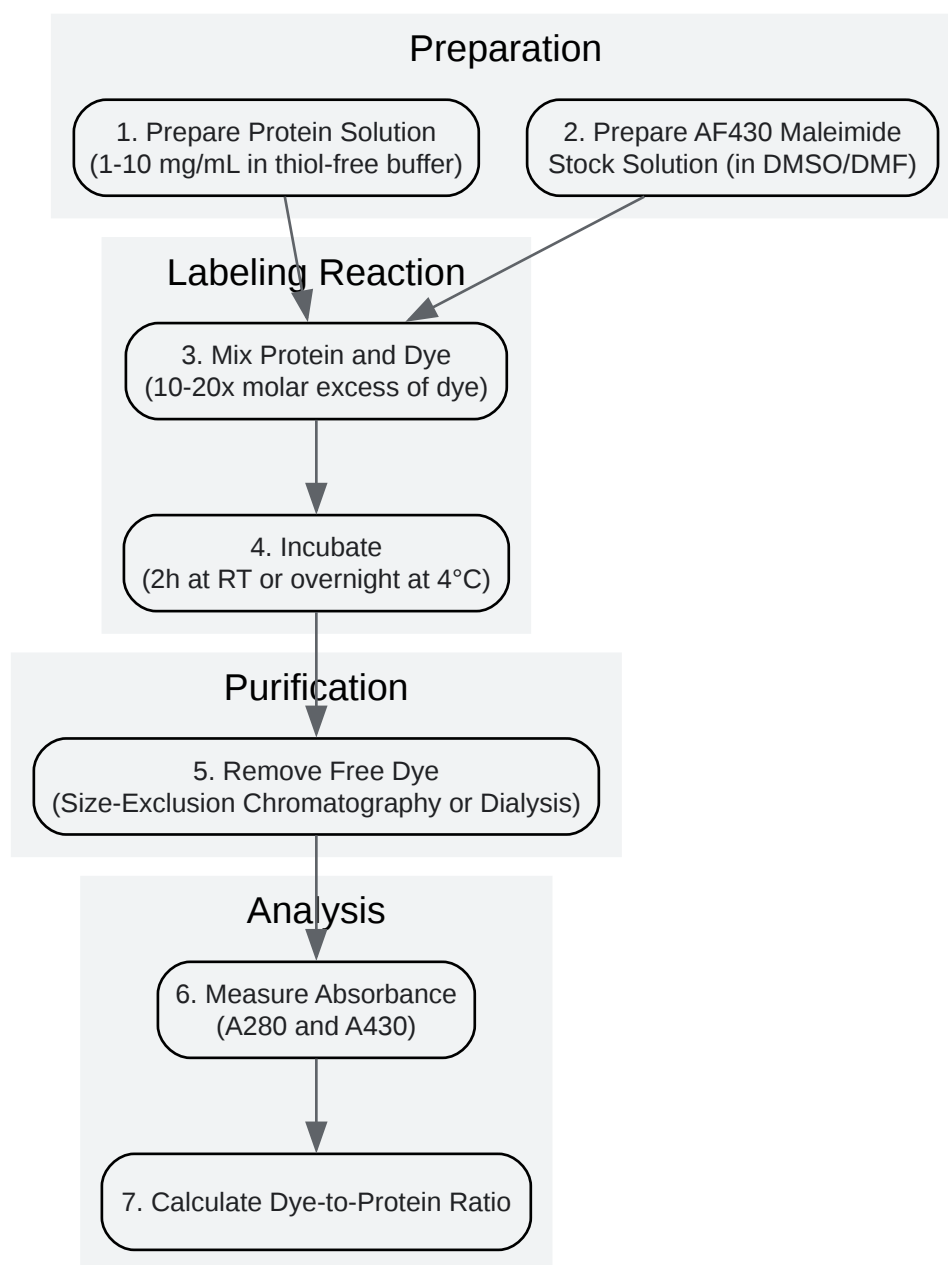 Preparation
1. Prepare Protein Solution
(1-10 mg/mL in thiol-free buffer)
2. Prepare AF430 Maleimide
Stock Solution (in DMSO/DMF)
Labeling Reaction
3. Mix Protein and Dye
(10-20x molar excess of dye)
4. Incubate
(2h at RT or overnight at 4°C)
Purification
5. Remove Free Dye
(Size-Exclusion Chromatography or Dialysis)
Analysis
6. Measure Absorbance
(A280 and A430)
7. Calculate Dye-to-Protein Ratio